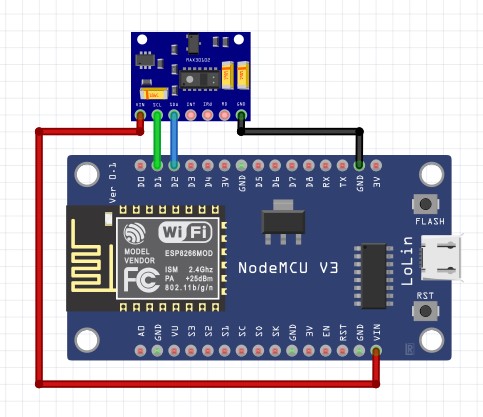 MAX30102
VIN SCL SDA INT IRD RD GND
Ver 0.1
D0 D1 D2 D3 D4 3V GND D5 D6 D7 D8 RX TX GND 3V
FLASH
WiFi
MODEL
VENDOR
ESP8266MOD
FC
ISM 2.4Ghz
PA +25dBm
802.11b/g/n
NodeMCU V3
LoLin
RST
A0 GND VU S3 S2 S1 SC S0 SK GND 3V EN RST GND VIN